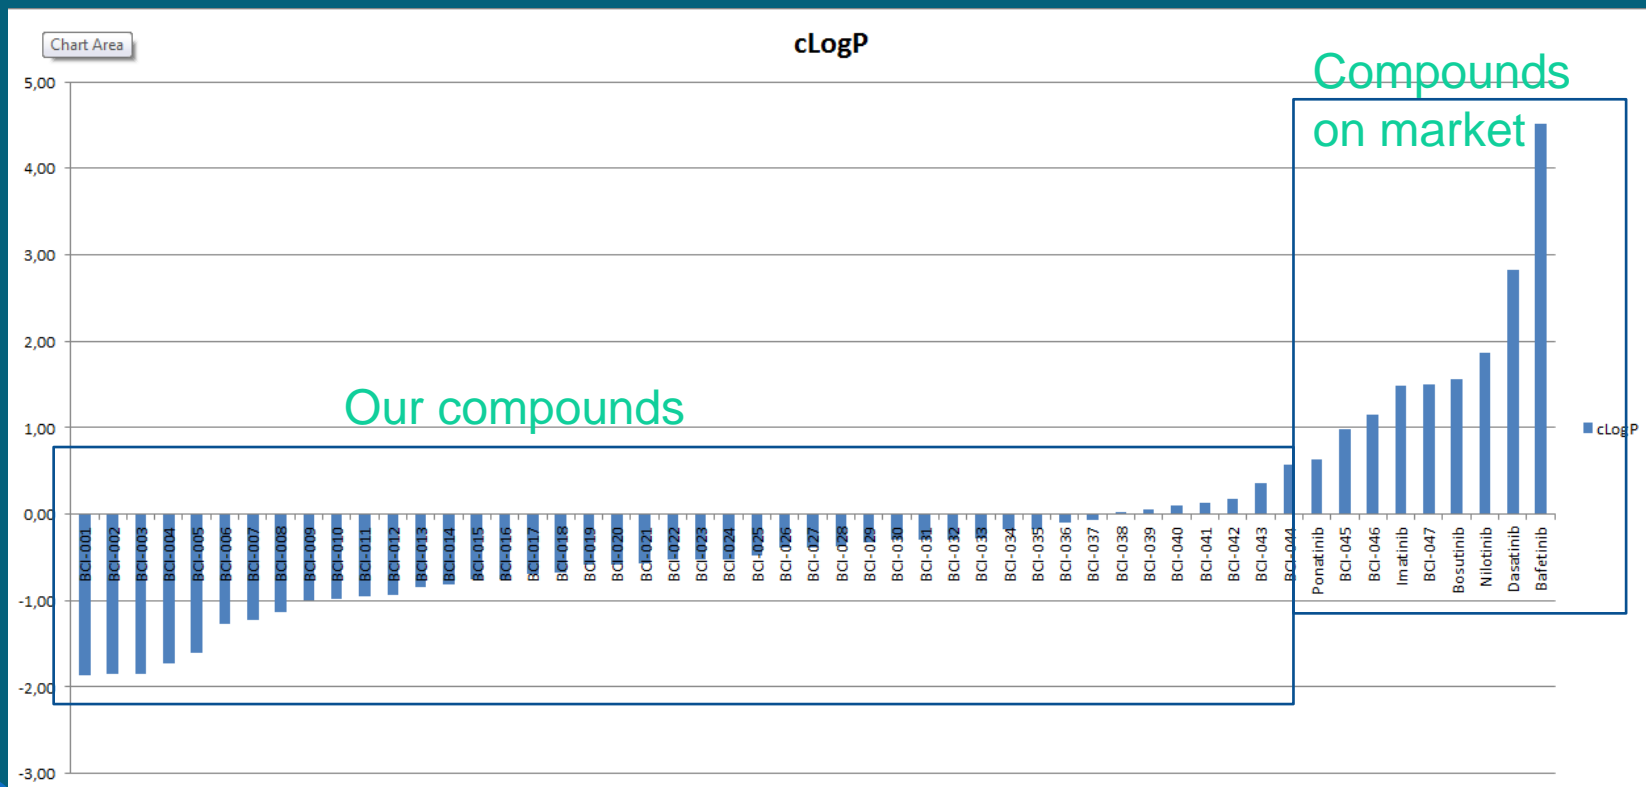 Chart Area
cLogP
Compounds
on market
5,00
4,00
3,00
2,00
1,00
0,00
-1,00
-2,00
-3,00
Our compounds
BCI-001
BCI-002
BCI-003
BCI-004
BCI-005
BCI-006
BCI-007
BCI-008
BCI-009
BCI-010
BCI-011
BCI-012
BCI-013
BCI-014
BCI-015
BCI-016
BCI-017
BCI-018
BCI-019
BCI-020
BCI-021
BCI-022
BCI-023
BCI-024
BCI-025
BCI-026
BCI-027
BCI-028
BCI-029
BCI-030
BCI-031
BCI-032
BCI-033
BCI-034
BCI-035
BCI-036
BCI-037
BCI-038
BCI-039
BCI-040
BCI-041
BCI-042
BCI-043
BCI-044
Ponatinib
BCI-045
BCI-046
Imatinib
BCI-047
Bosutinib
Nilotinib
Dasatinib
Bafetinib
cLogP